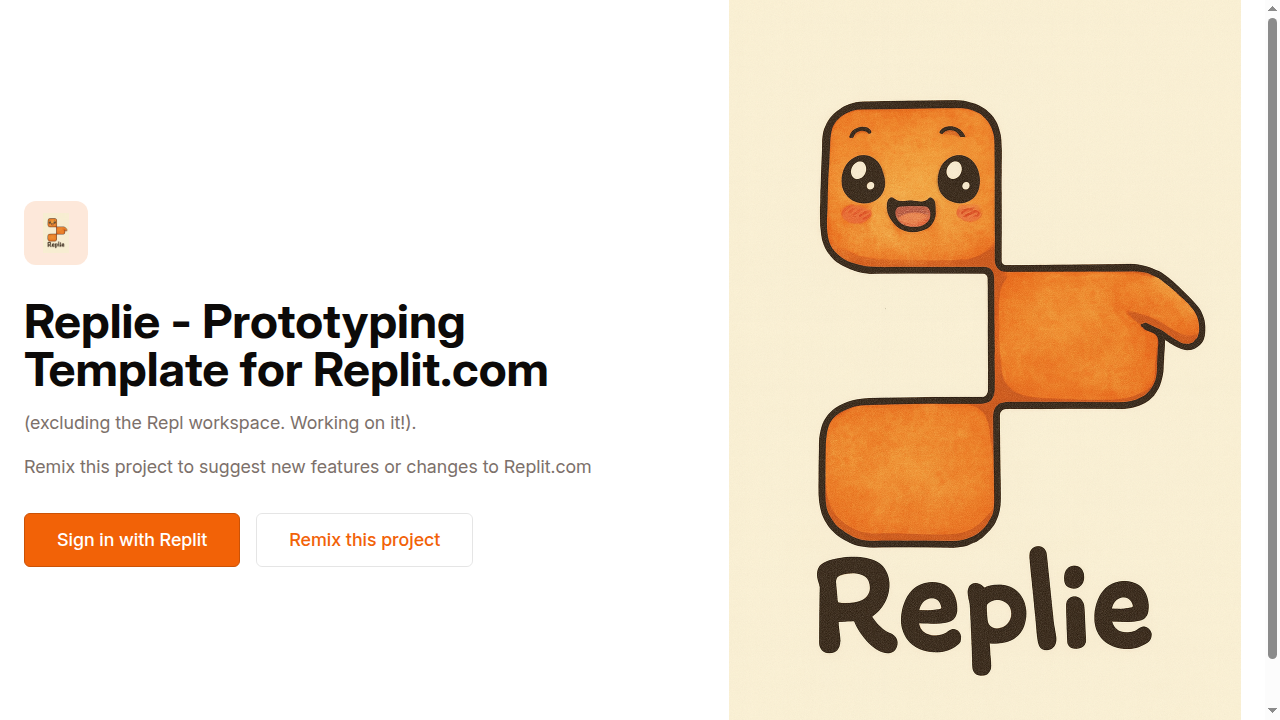 Replie
Replie - Prototyping
Template for Replit.com
(excluding the Repl workspace. Working on it!).
Remix this project to suggest new features or changes to Replit.com
Sign in with Replit
Remix this project
Replie